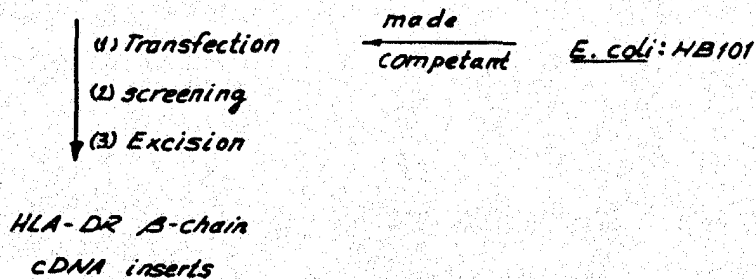 made
(1) Transfection
competant
E. coli: HB101
(2) screening
(3) Excision
HLA-DR β-chain
cDNA inserts